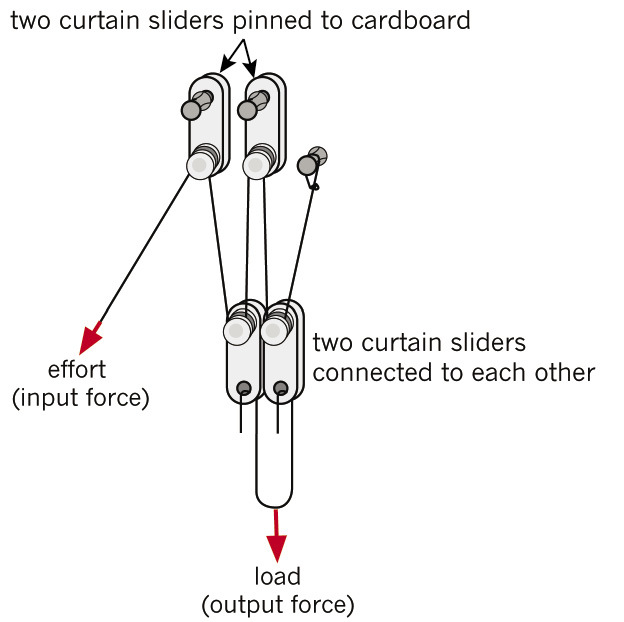 two curtain sliders pinned to cardboard
two curtain sliders
connected to each other
effort
(input force)
load
(output force)